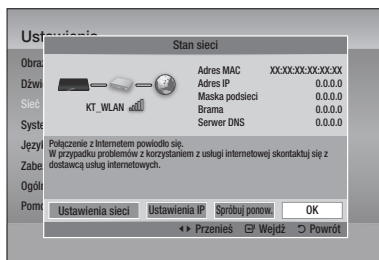 Ustawienia
Stan sieci
Obra
Dźwi
Sieć
Syste
Języl
Zabe
Ogóln
Pomo
KT_WLAN
Adres MAC XX:XX:XX:XX:XX:XX
Adres IP 0.0.0.0
Maska podsieci 0.0.0.0
Brama 0.0.0.0
Serwer DNS 0.0.0.0
Połączenie z Internetem powiodło się.
W przypadku problemów z korzystaniem z usługi internetowej skontaktuj się z
dostawcą usług internetowych.
Ustawienia sieci Ustawienia IP Spróbuj ponow. OK
Przenieś Wejdź Powrót